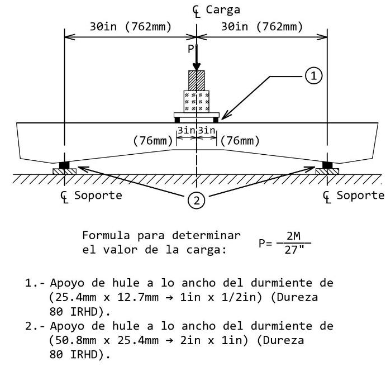 ℄ Carga
30in (762mm) 30in (762mm)
P
1
3in 3in
(76mm) (76mm)
℄ Soporte 2 ℄ Soporte
Formula para determinar
el valor de la carga: P= 2M
27"
1.- Apoyo de hule a lo ancho del durmiente de
(25.4mm x 12.7mm → 1in x 1/2in) (Dureza
80 IRHD).
2.- Apoyo de hule a lo ancho del durmiente de
(50.8mm x 25.4mm → 2in x 1in) (Dureza
80 IRHD).